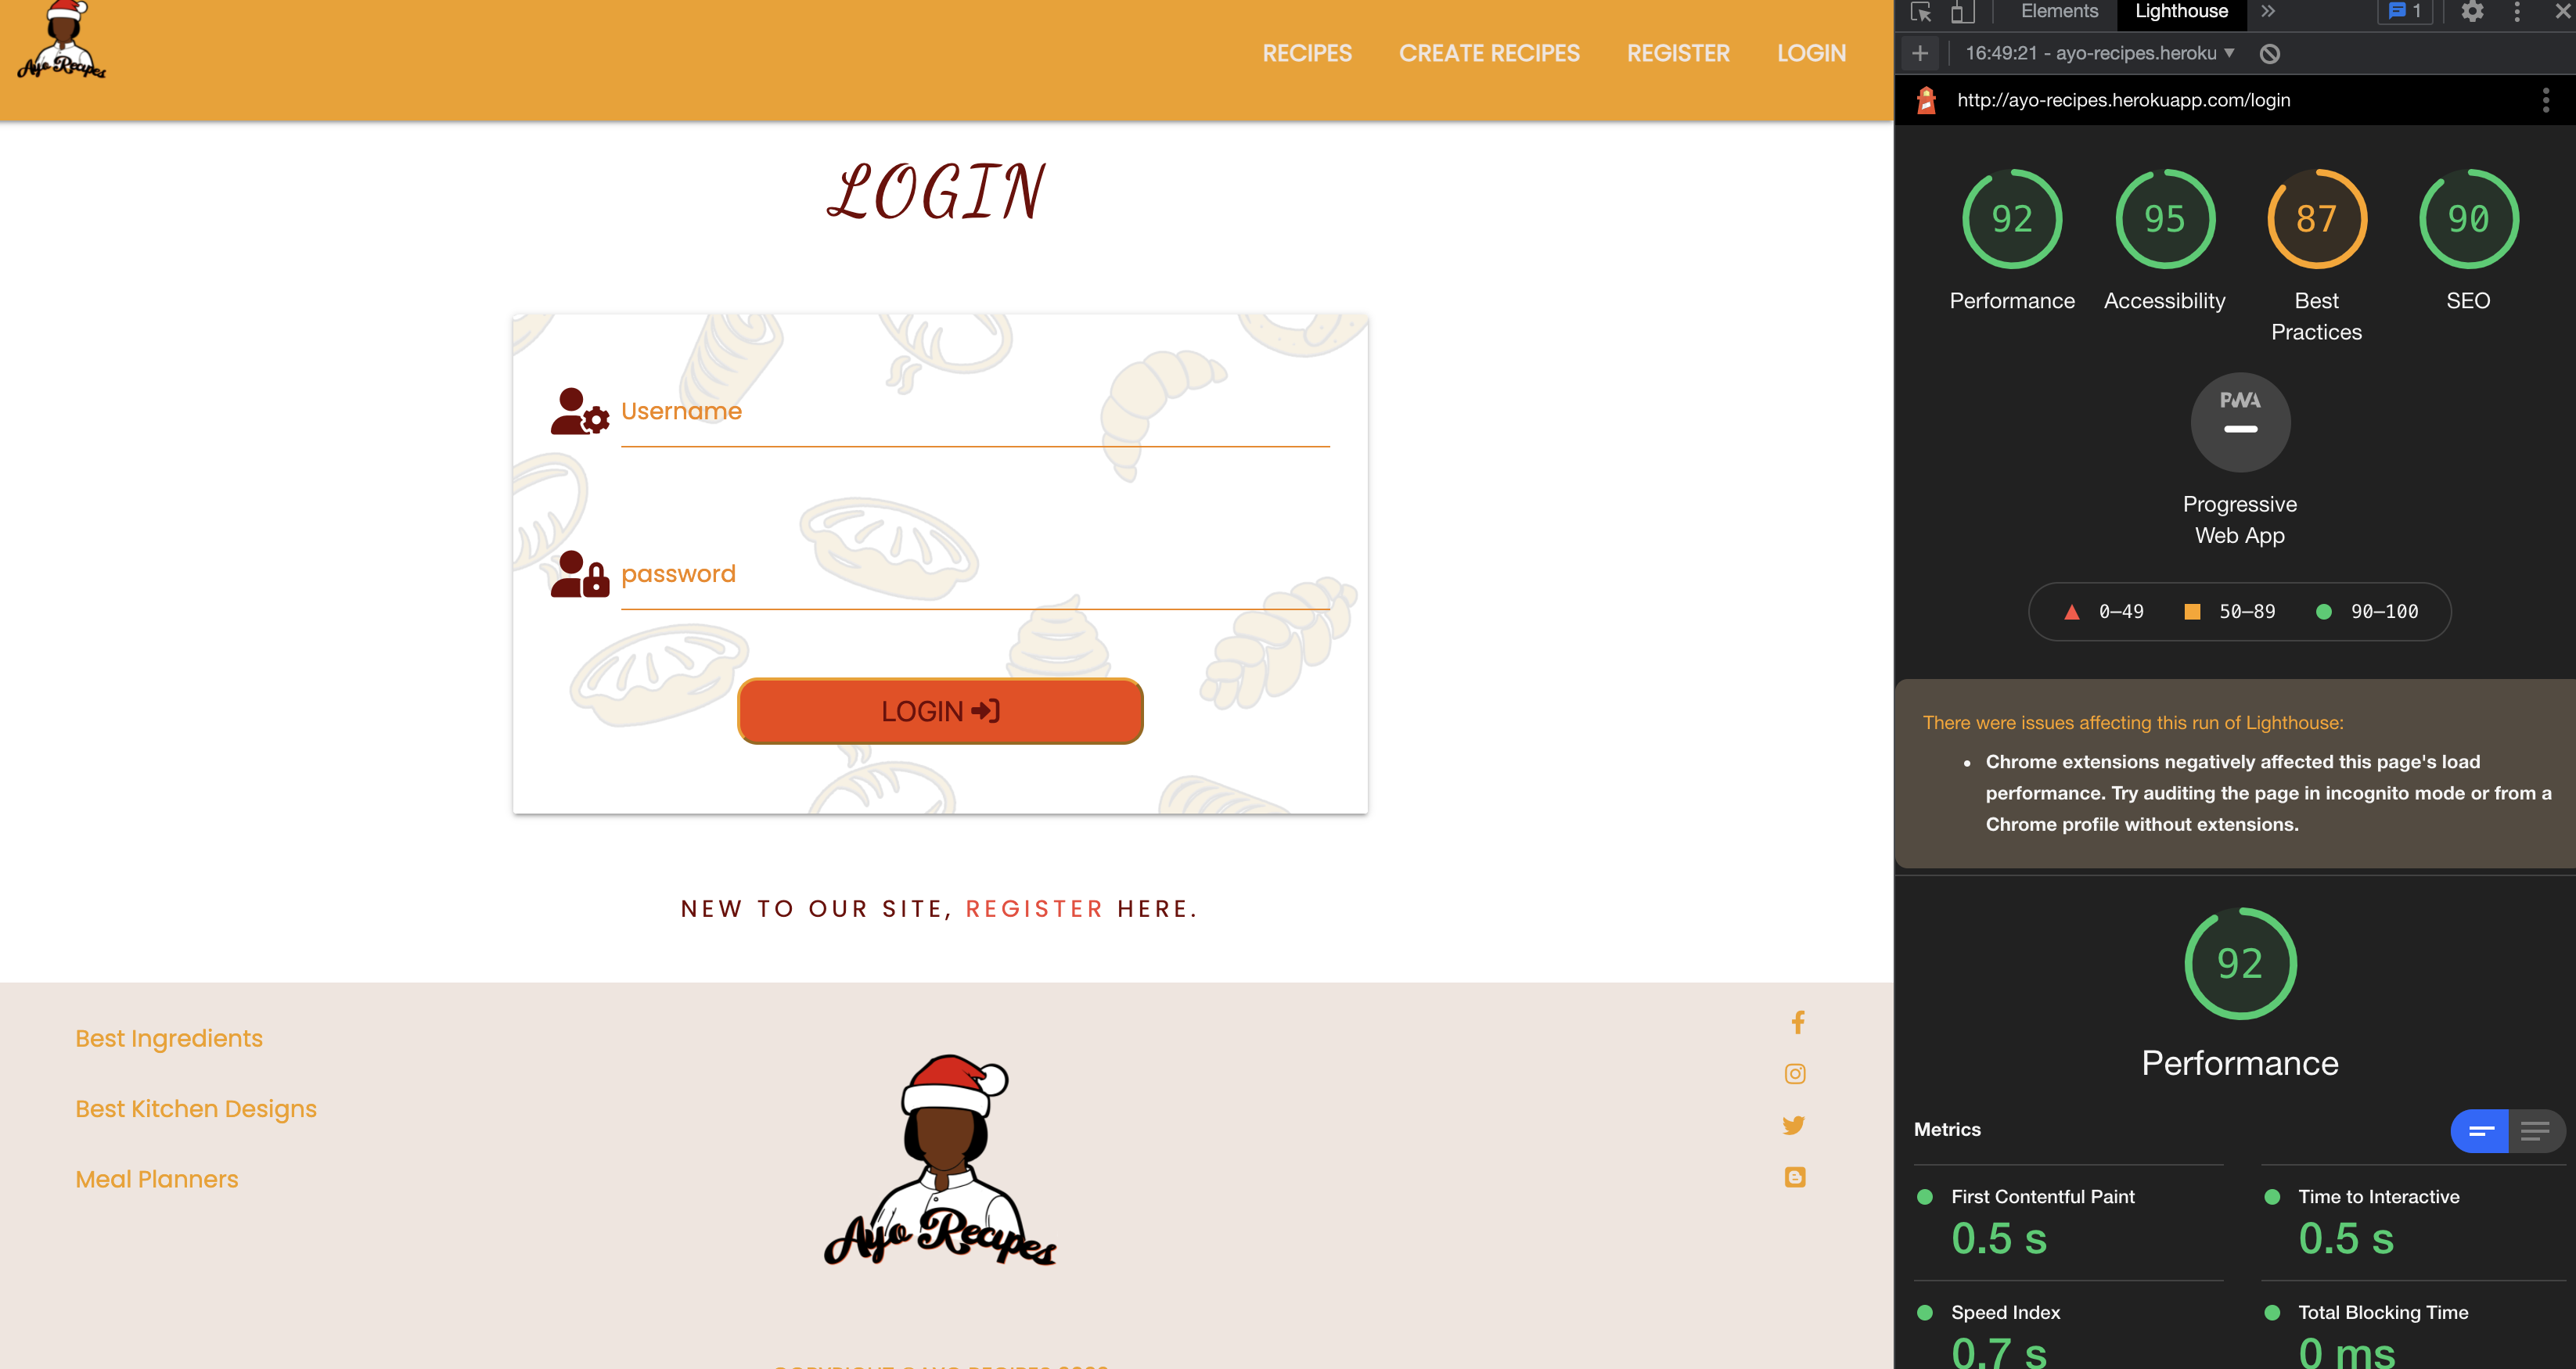 Ayo Recipes
RECIPES CREATE RECIPES REGISTER LOGIN
LOGIN
Username
password
LOGIN
NEW TO OUR SITE, REGISTER HERE.
Best Ingredients
Best Kitchen Designs
Meal Planners
Ayo Recipes
COPYRIGHT © AYO RECIPES
Elements Lighthouse 1
16:49:21 - ayo-recipes.heroku
http://ayo-recipes.herokuapp.com/login
92 95 87 90
Performance Accessibility Best SEO
Practices
PWA
Progressive
Web App
0–49 50–89 90–100
There were issues affecting this run of Lighthouse:
Chrome extensions negatively affected this page's load
performance. Try auditing the page in incognito mode or from a
Chrome profile without extensions.
92
Performance
Metrics
First Contentful Paint Time to Interactive
0.5 s 0.5 s
Speed Index Total Blocking Time
0.7 s 0 ms